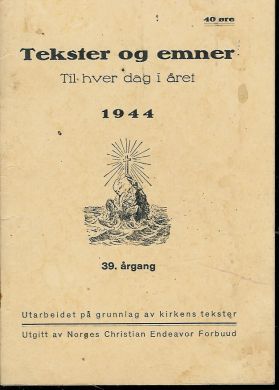 40 øre
Tekster og emner
Til hver dag i året
1944
39. årgang
Utarbeidet på grunnlag av kirkens tekster
Utgitt av Norges Christian Endeavor Forbuud